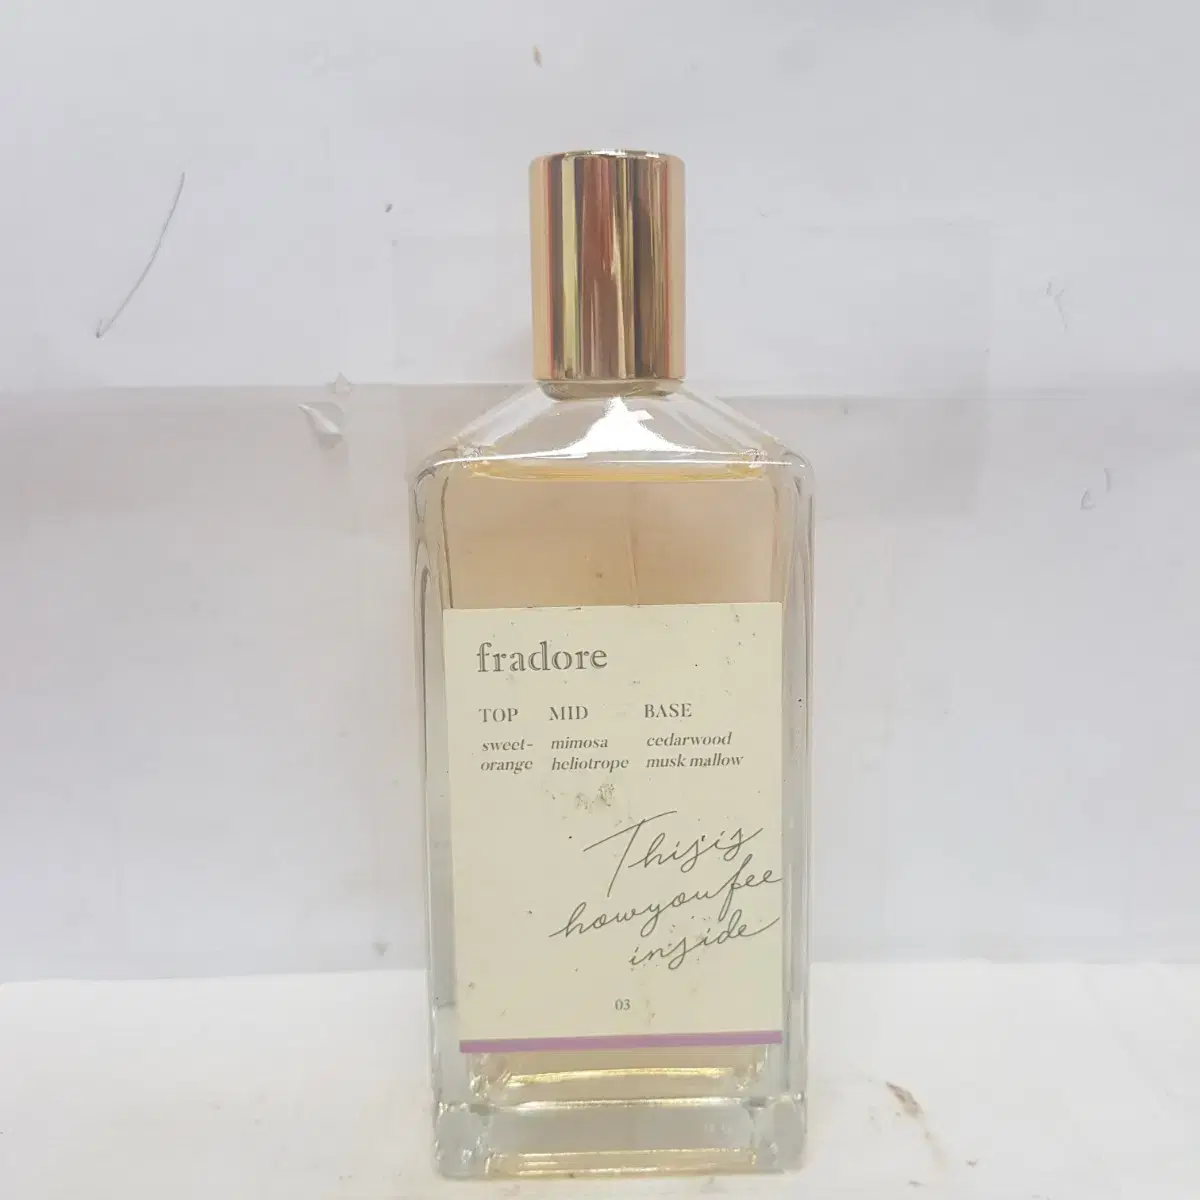 fradore
TOP MID BASE
sweet- mimosa cedarwood
orange heliotrope musk mallow
This is
how you fee
inside
03